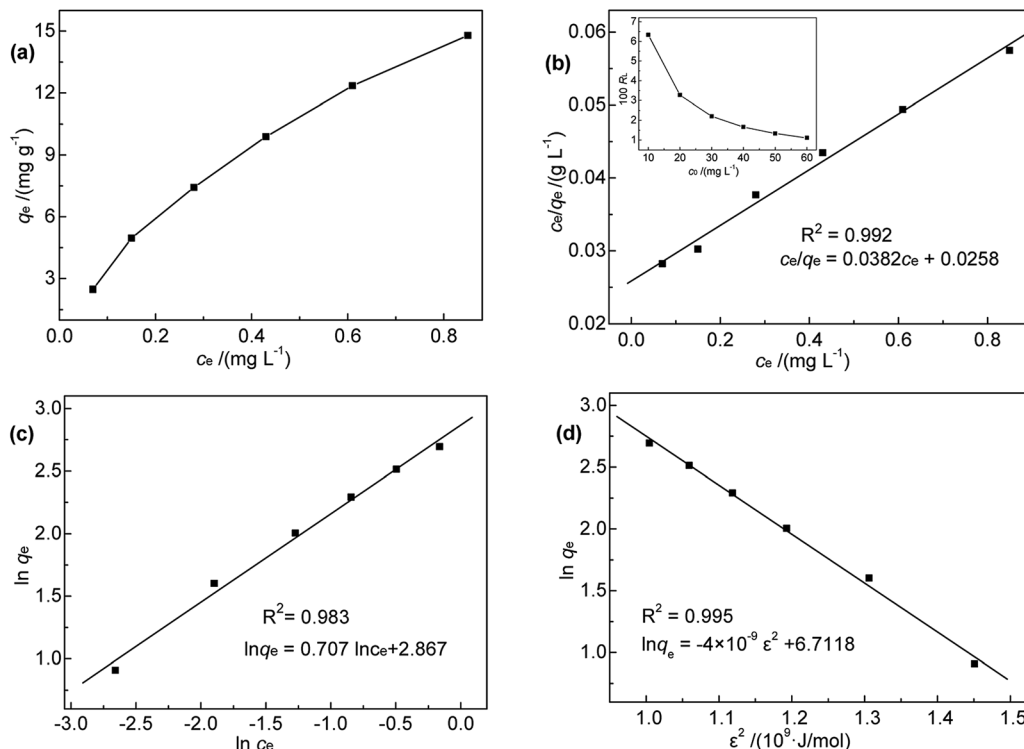 (a)
15
12
9
6
3
qe /(mg g⁻¹)
0.0 0.2 0.4 0.6 0.8
ce /(mg L⁻¹)
(b)
0.06
0.05
0.04
0.03
0.02
ce/qe /(g L⁻¹)
7
6
5
4
3
2
1
100 RL
10 20 30 40 50 60
c0 /(mg L⁻¹)
R² = 0.992
ce/qe = 0.0382ce + 0.0258
0.0 0.2 0.4 0.6 0.8
ce /(mg L⁻¹)
(c)
3.0
2.5
2.0
1.5
1.0
ln qe
R²= 0.983
lnqe = 0.707 lnce+2.867
-3.0 -2.5 -2.0 -1.5 -1.0 -0.5 0.0
ln ce
(d)
3.0
2.5
2.0
1.5
1.0
ln qe
R² = 0.995
lnqe = -4×10⁻⁹ ε² +6.7118
1.0 1.1 1.2 1.3 1.4 1.5
ε² /(10⁹·J/mol)